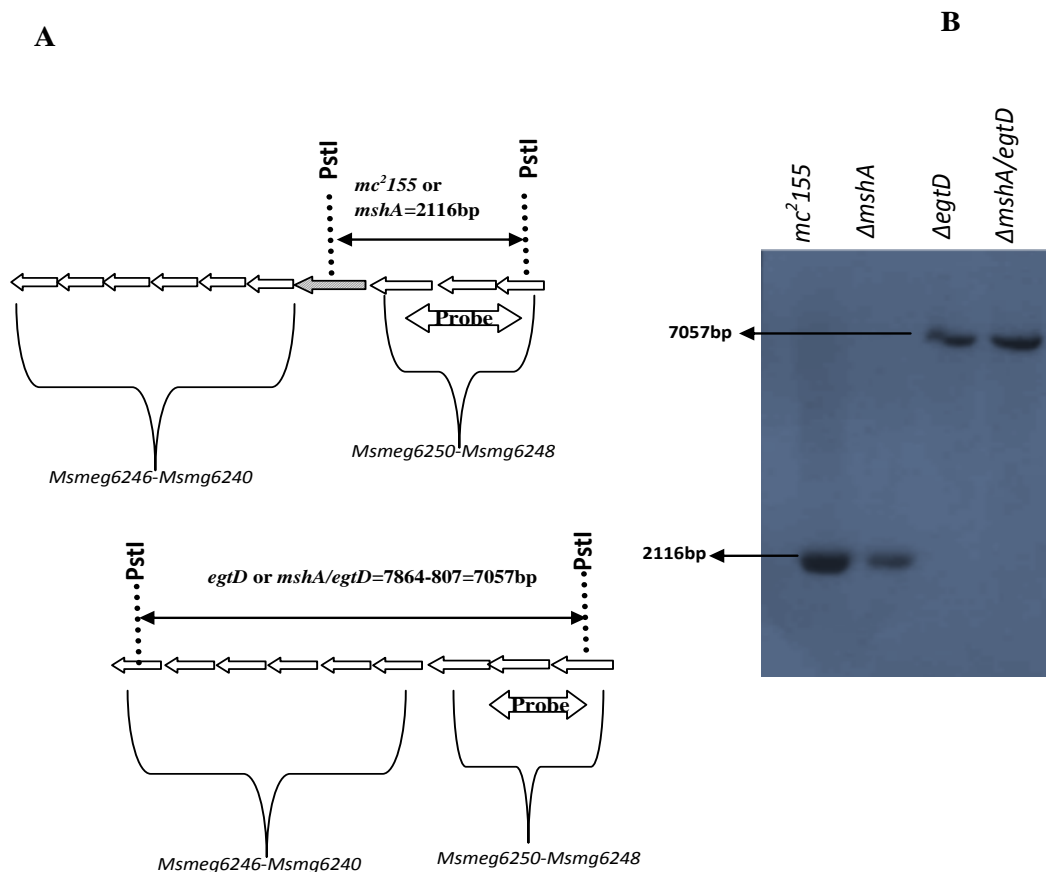 A
B
PstI
PstI
mc²155 or
mshA=2116bp
Probe
Msmeg6246-Msmg6240
Msmeg6250-Msmg6248
PstI
PstI
egtD or mshA/egtD=7864-807=7057bp
Probe
Msmeg6246-Msmg6240
Msmeg6250-Msmg6248
mc²155
ΔmshA
ΔegtD
ΔmshA/egtD
7057bp
2116bp